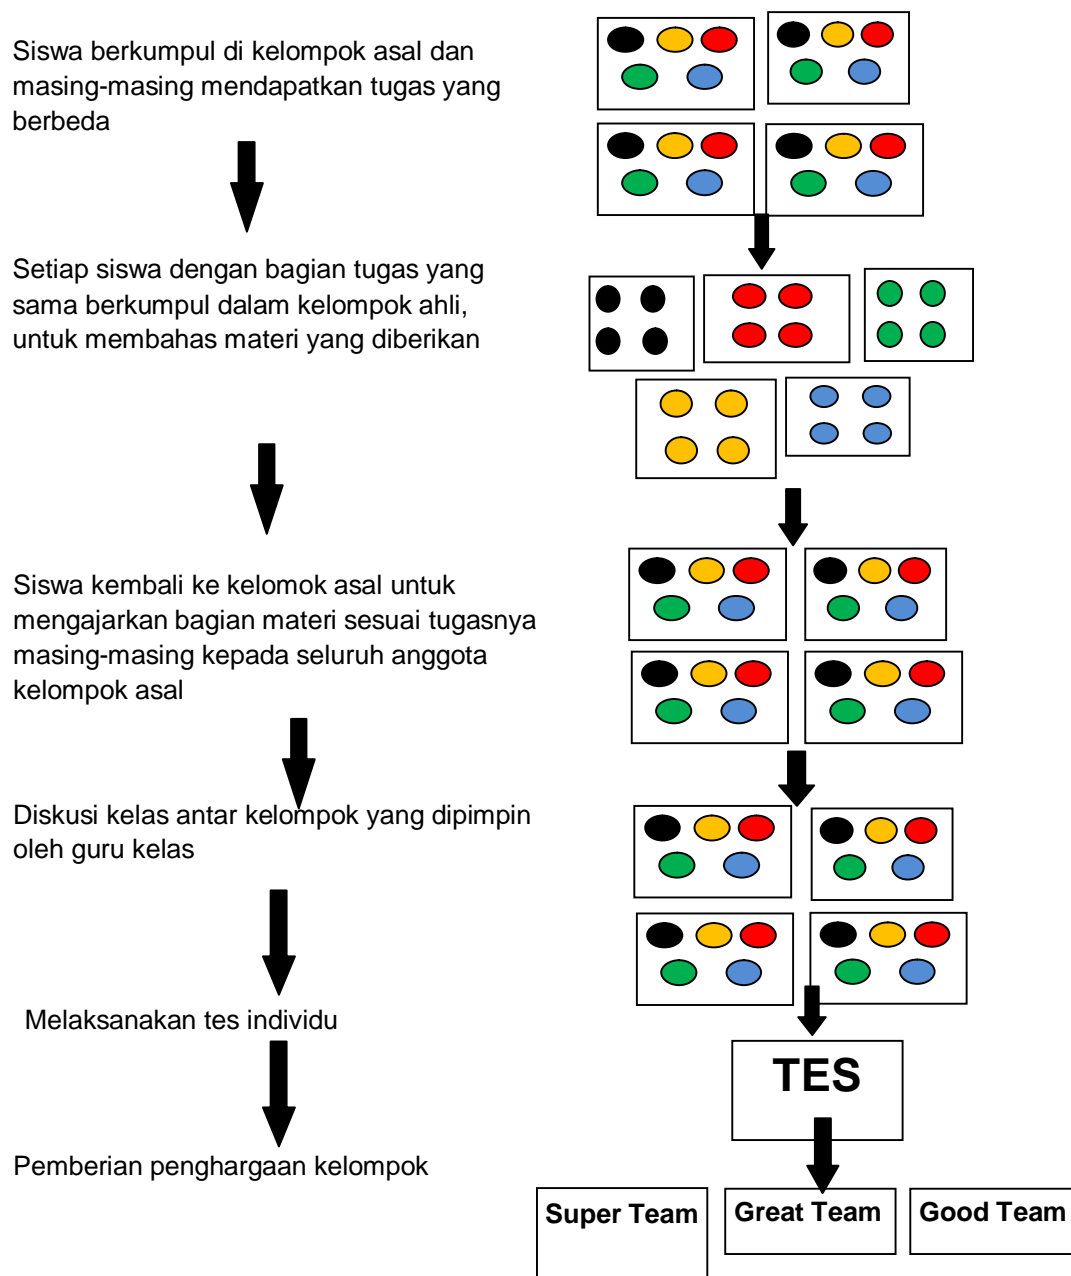 Siswa berkumpul di kelompok asal dan
masing-masing mendapatkan tugas yang
berbeda
Setiap siswa dengan bagian tugas yang
sama berkumpul dalam kelompok ahli,
untuk membahas materi yang diberikan
Siswa kembali ke kelomok asal untuk
mengajarkan bagian materi sesuai tugasnya
masing-masing kepada seluruh anggota
kelompok asal
Diskusi kelas antar kelompok yang dipimpin
oleh guru kelas
Melaksanakan tes individu
TES
Pemberian penghargaan kelompok
Super Team
Great Team
Good Team